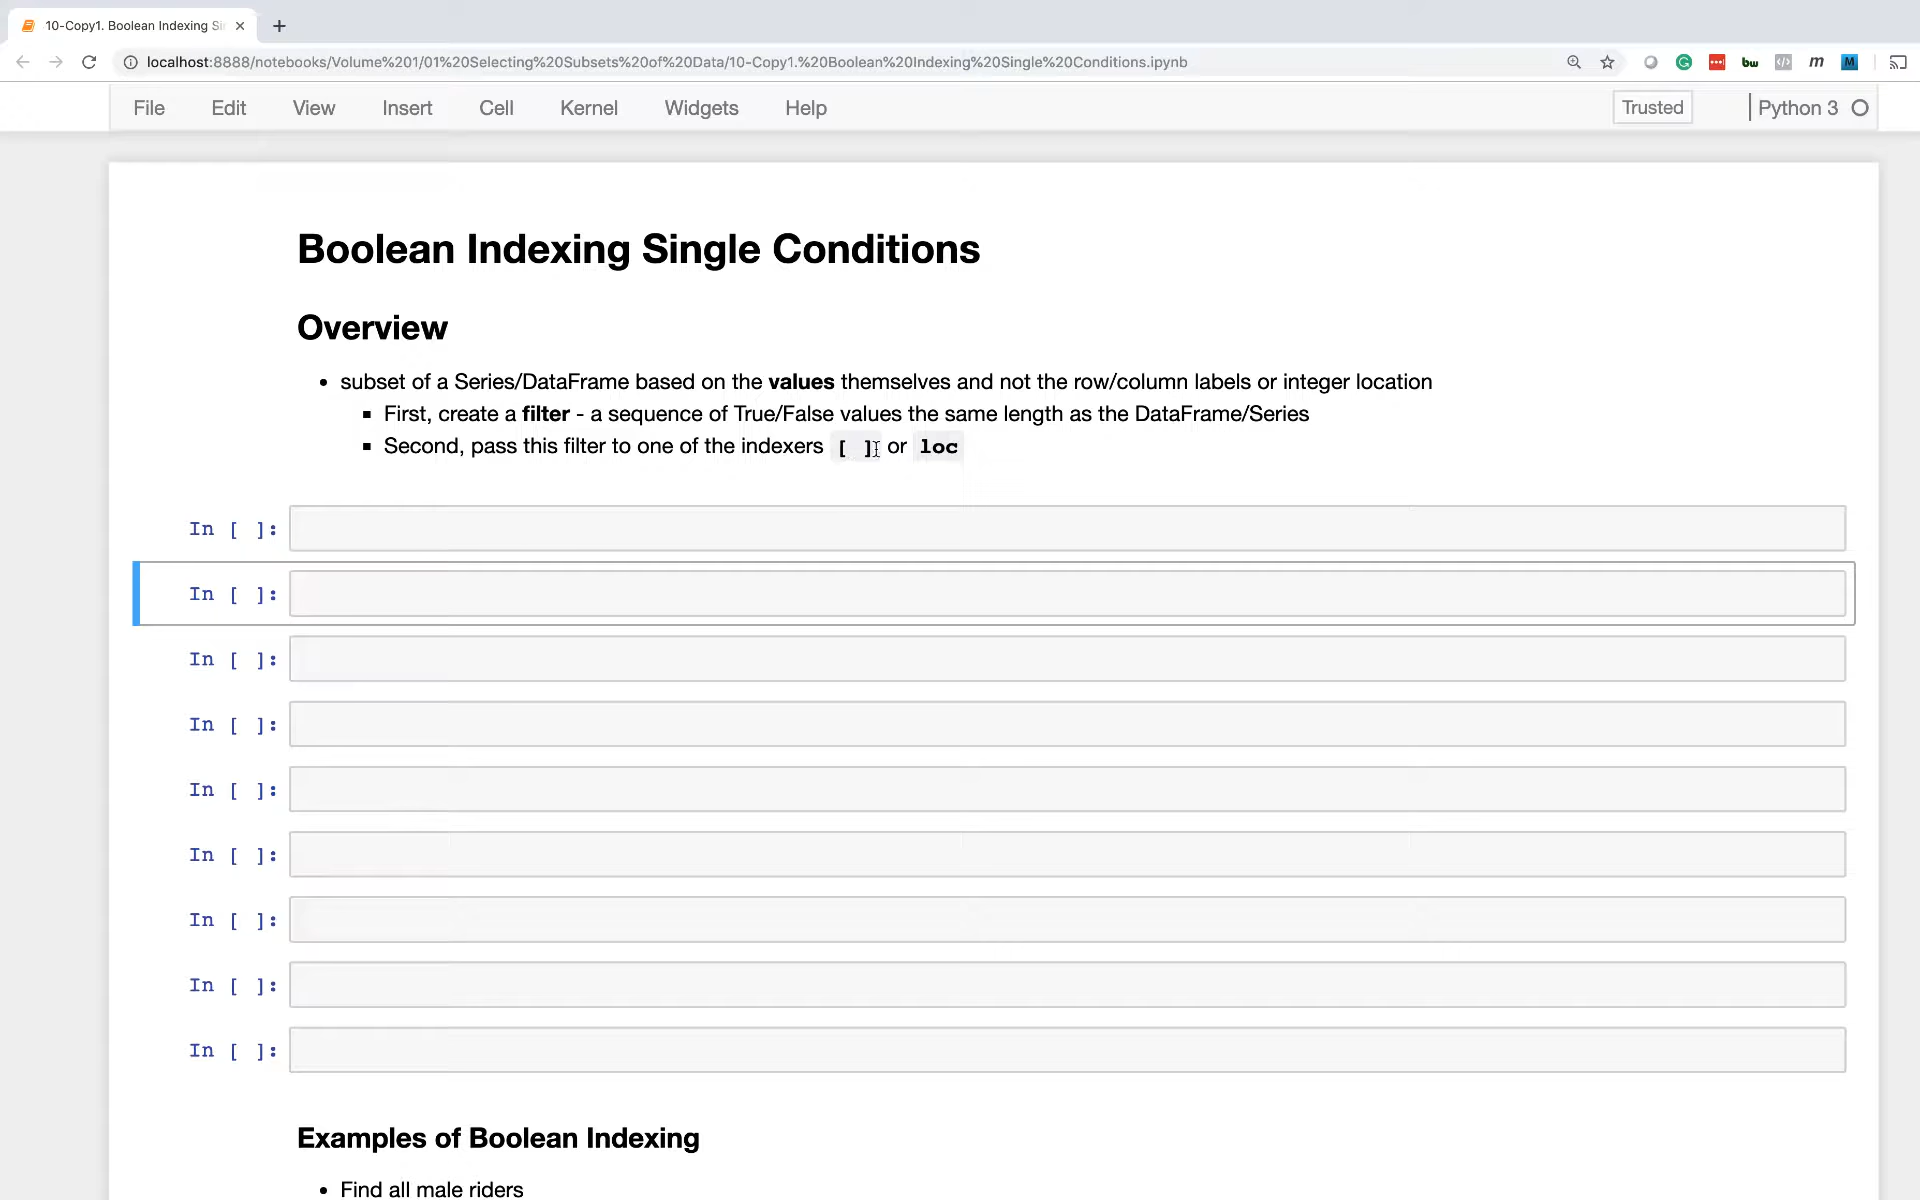 10-Copy1. Boolean Indexing Si
localhost:8888/notebooks/Volume%201/01%20Selecting%20Subsets%20of%20Data/10-Copy1.%20Boolean%20Indexing%20Single%20Conditions.ipynb
bw </> m M
File Edit View Insert Cell Kernel Widgets Help Trusted Python 3
Boolean Indexing Single Conditions
Overview
• subset of a Series/DataFrame based on the values themselves and not the row/column labels or integer location
▪ First, create a filter - a sequence of True/False values the same length as the DataFrame/Series
▪ Second, pass this filter to one of the indexers [ ] or loc
In [ ]:
In [ ]:
In [ ]:
In [ ]:
In [ ]:
In [ ]:
In [ ]:
In [ ]:
In [ ]:
Examples of Boolean Indexing
• Find all male riders